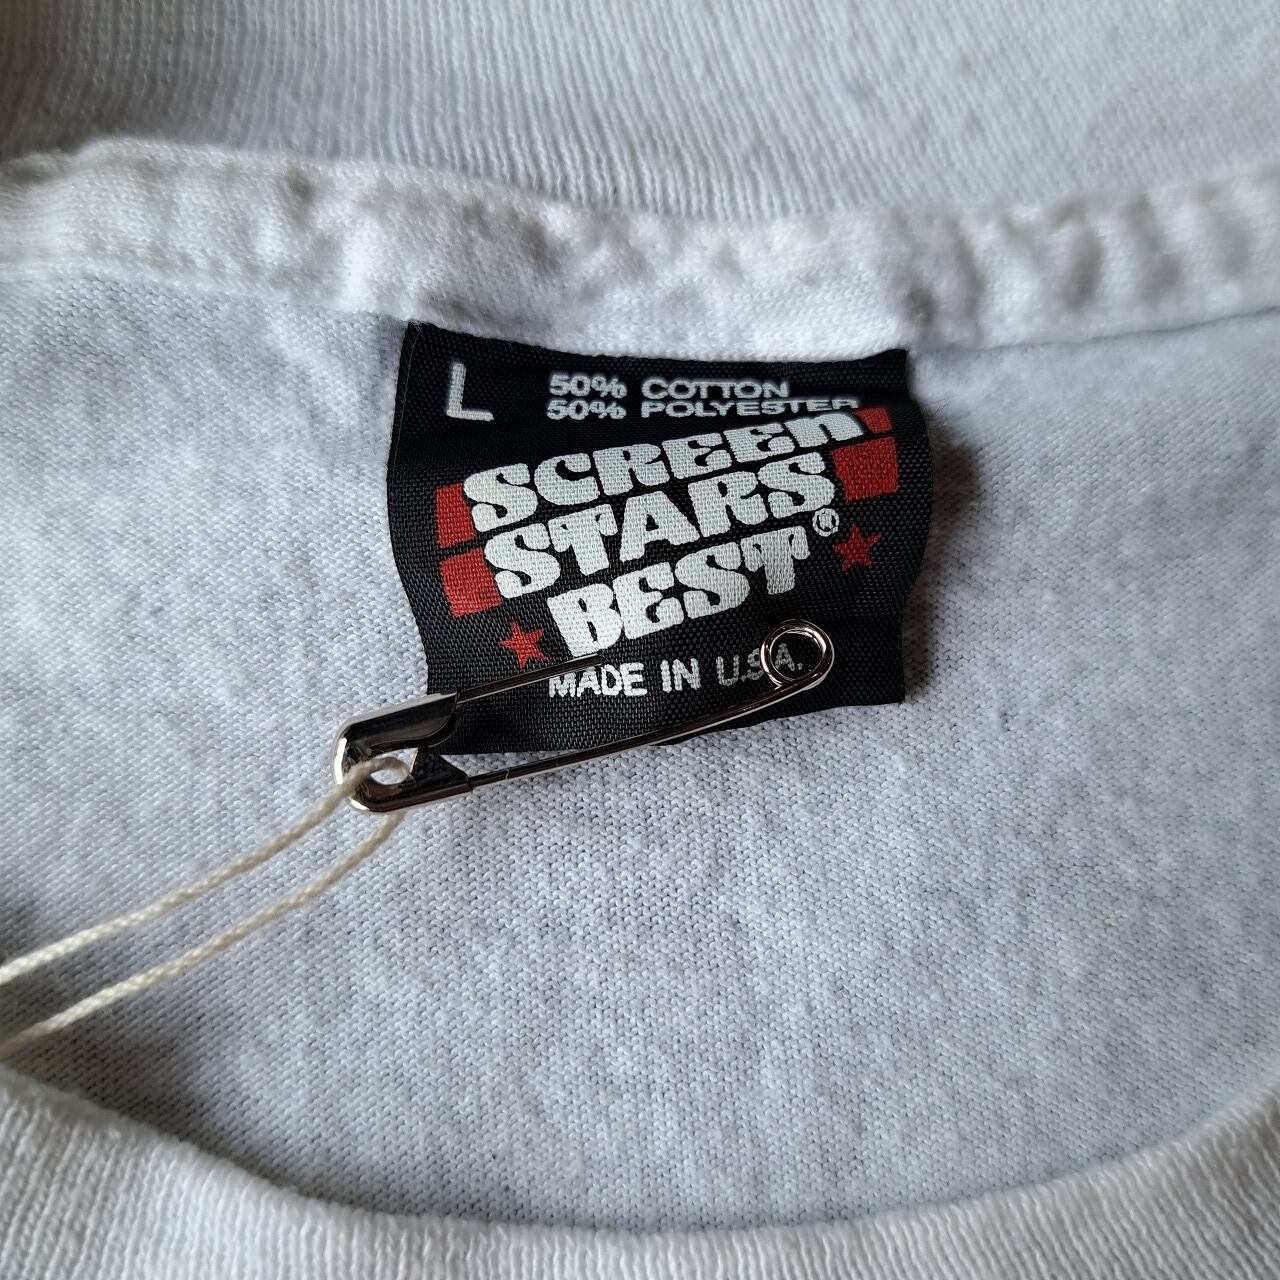 L
50% COTTON
50% POLYESTER
SCREEN
STARS
BEST®
MADE IN U.S.A.